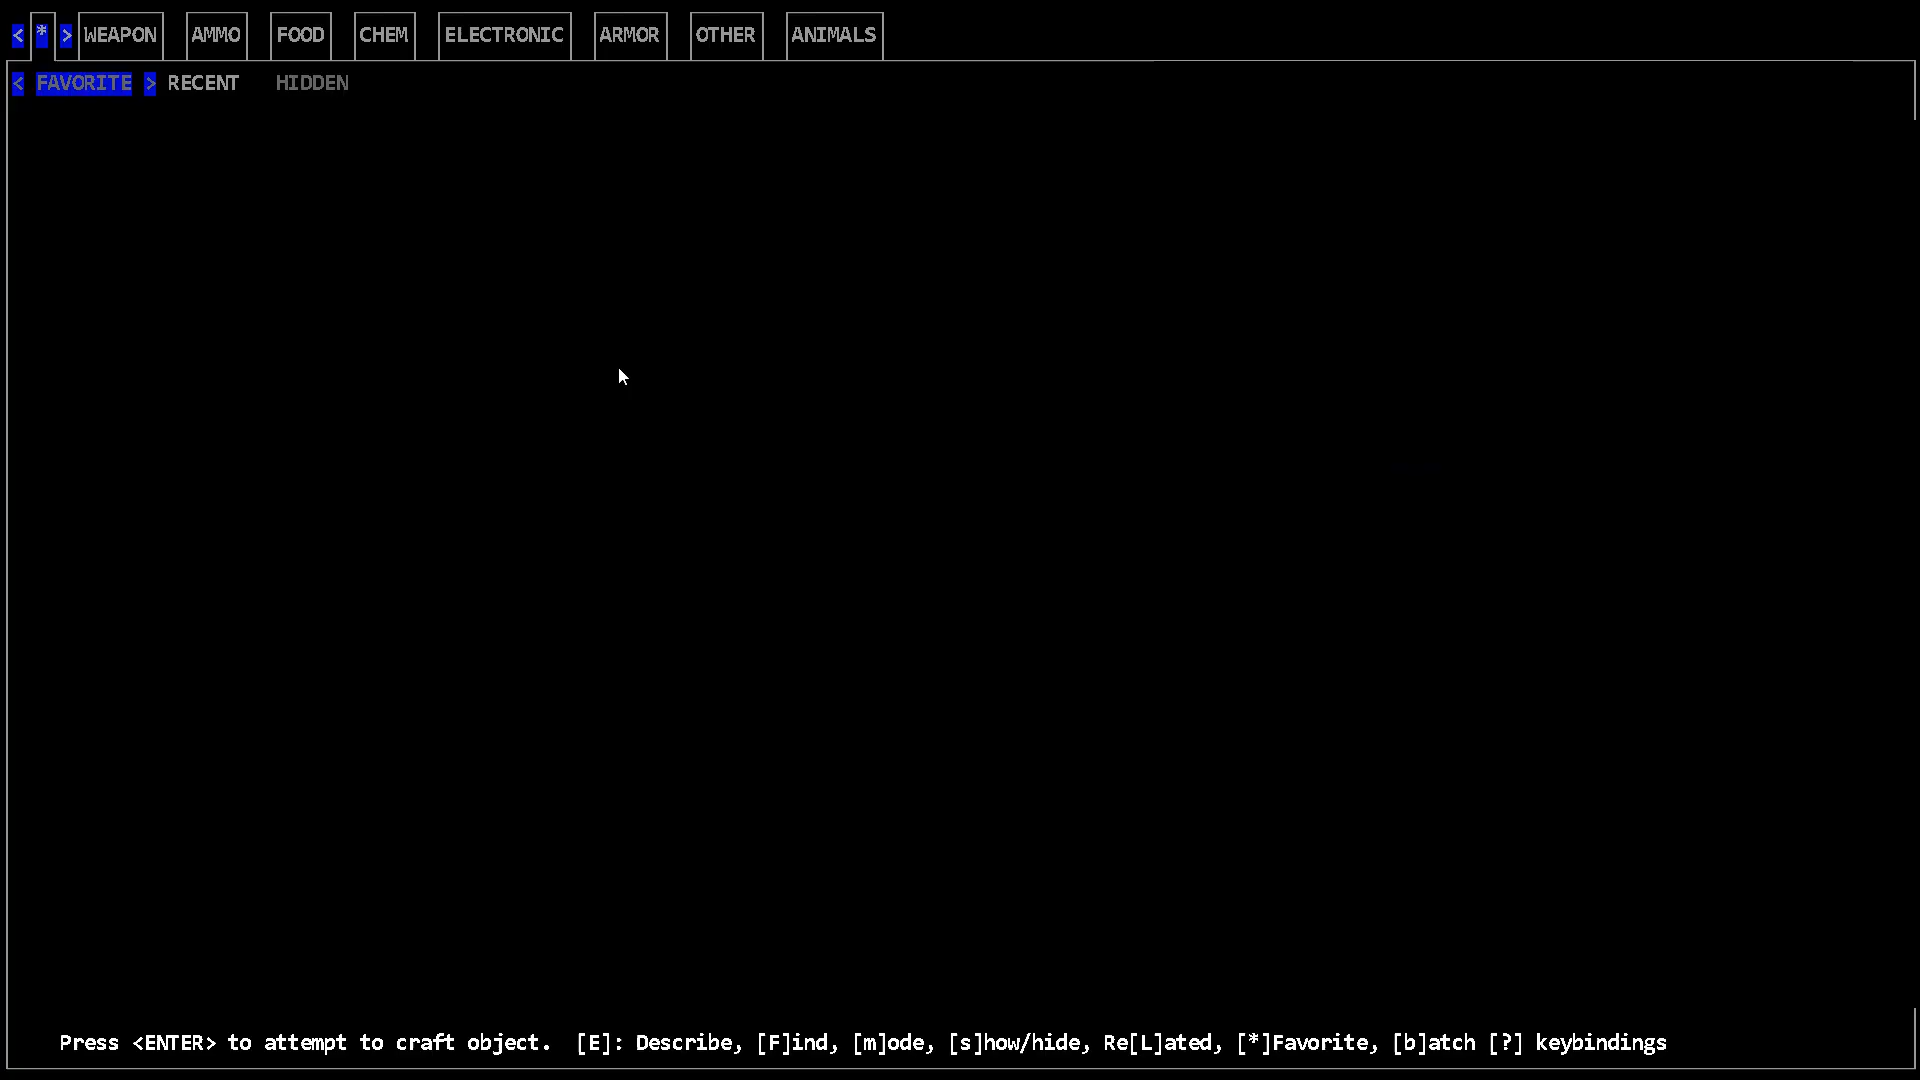 < * > WEAPON AMMO FOOD CHEM ELECTRONIC ARMOR OTHER ANIMALS
< FAVORITE > RECENT HIDDEN
Press <ENTER> to attempt to craft object. [E]: Describe, [F]ind, [m]ode, [s]how/hide, Re[L]ated, [*]Favorite, [b]atch [?] keybindings